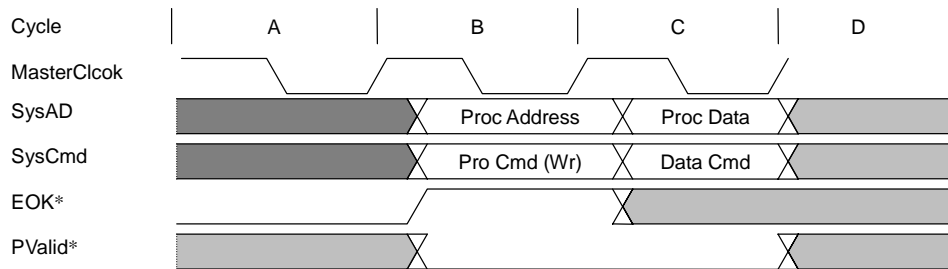 Cycle A B C D
MasterClcok
SysAD Proc Address Proc Data
SysCmd Pro Cmd (Wr) Data Cmd
EOK*
PValid*